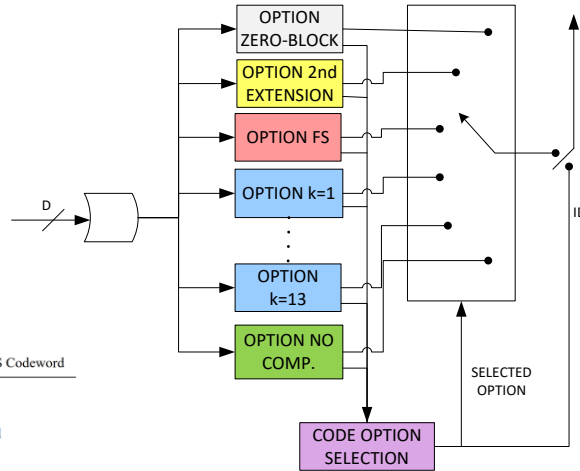 OPTION
ZERO-BLOCK
OPTION 2nd
EXTENSION
OPTION FS
OPTION k=1
D
OPTION
k=13
OPTION NO
COMP.
S Codeword
SELECTED
OPTION
CODE OPTION
SELECTION